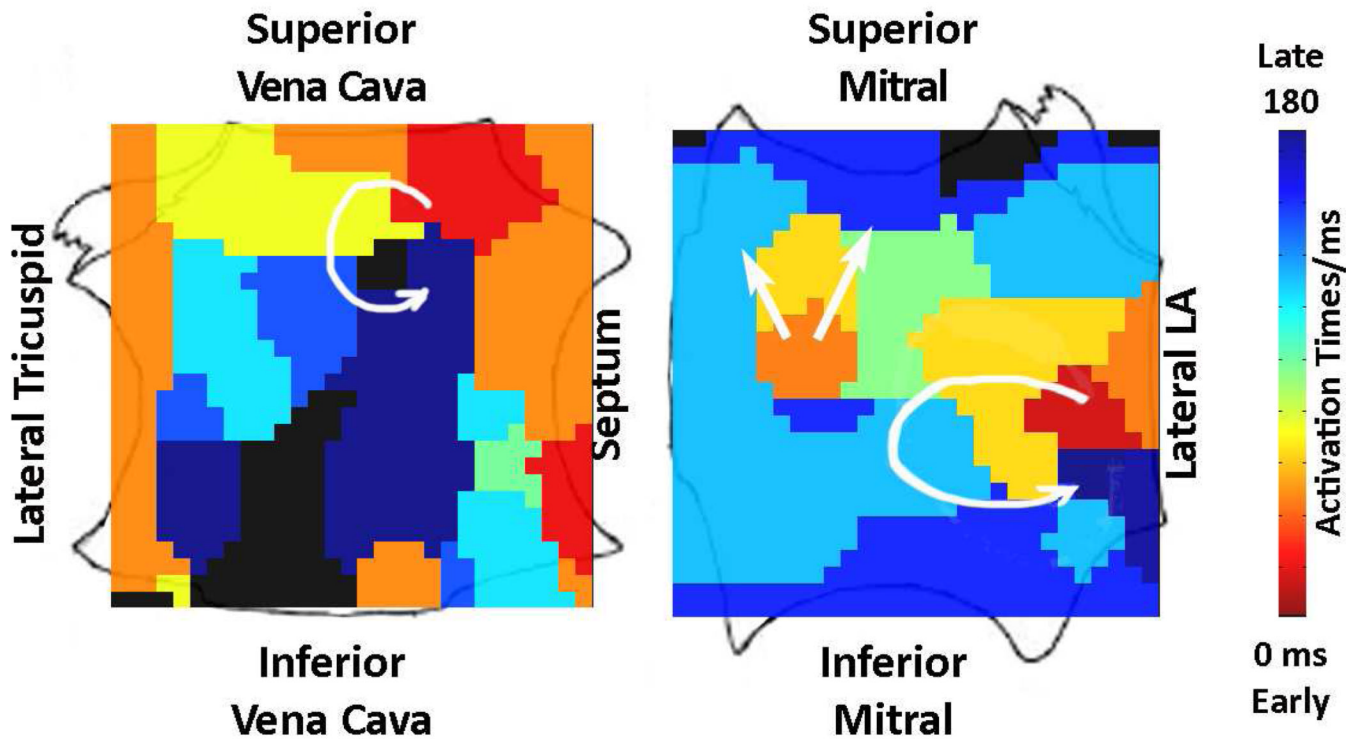 Superior
Vena Cava
Superior
Mitral
Late
180
Lateral Tricuspid
Septum
Lateral LA
Activation Times/ms
Inferior
Vena Cava
Inferior
Mitral
0 ms
Early